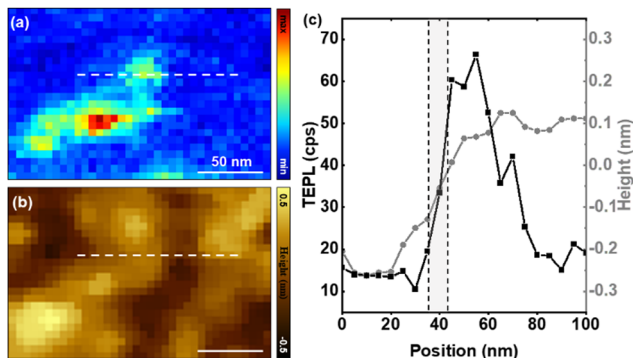 (a)
max
min
50 nm
(b)
0.5
Height (nm)
-0.5
(c)
TEPL (cps)
70
60
50
40
30
20
10
0 20 40 60 80 100
Position (nm)
0.3
0.2
0.1
0.0
-0.1
-0.2
-0.3
Height (nm)